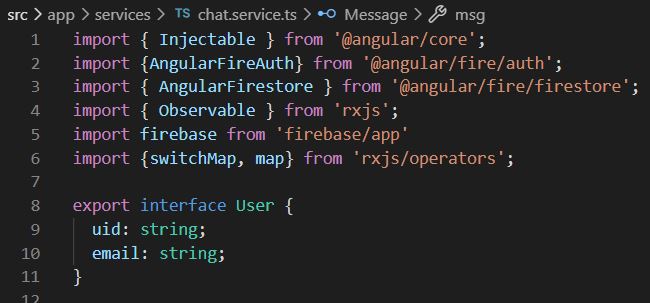 src > app > services > TS chat.service.ts > Message > msg
1 import { Injectable } from '@angular/core';
2 import {AngularFireAuth} from '@angular/fire/auth';
3 import { AngularFirestore } from '@angular/fire/firestore';
4 import { Observable } from 'rxjs';
5 import firebase from 'firebase/app'
6 import {switchMap, map} from 'rxjs/operators';
7
8 export interface User {
9 uid: string;
10 email: string;
11 }
12